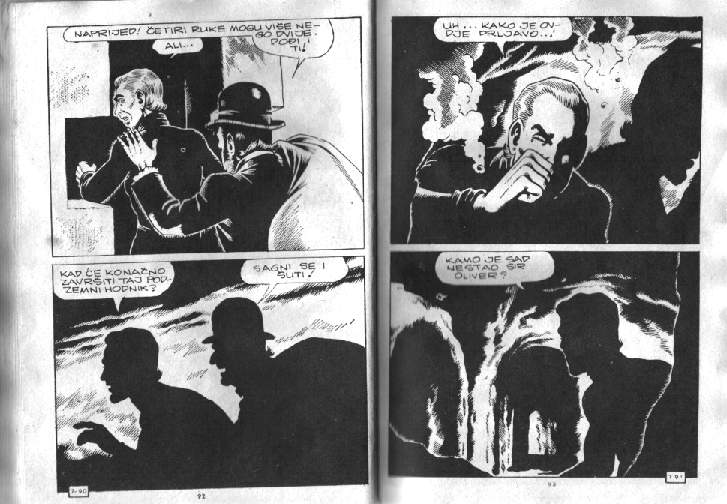 NAPRIJED! ČETIRI RUKE MOGU VIŠE NE-
GO DVIJE.
DOĐI I
TI!
ALI...
KAD ĆE KONAČNO
ZAVRŠITI TAJ POD-
ZEMNI HODNIK?
SAGNI SE I
ŠUTI!
92
UH... KAKO JE OV-
DJE PRLJAVO...!
KAMO JE SAD
NESTAO SIR
OLIVER?
93